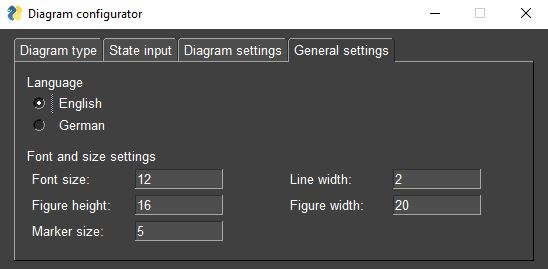 Diagram configurator
Diagram type State input Diagram settings General settings
Language
English
German
Font and size settings
Font size: 12 Line width: 2
Figure height: 16 Figure width: 20
Marker size: 5